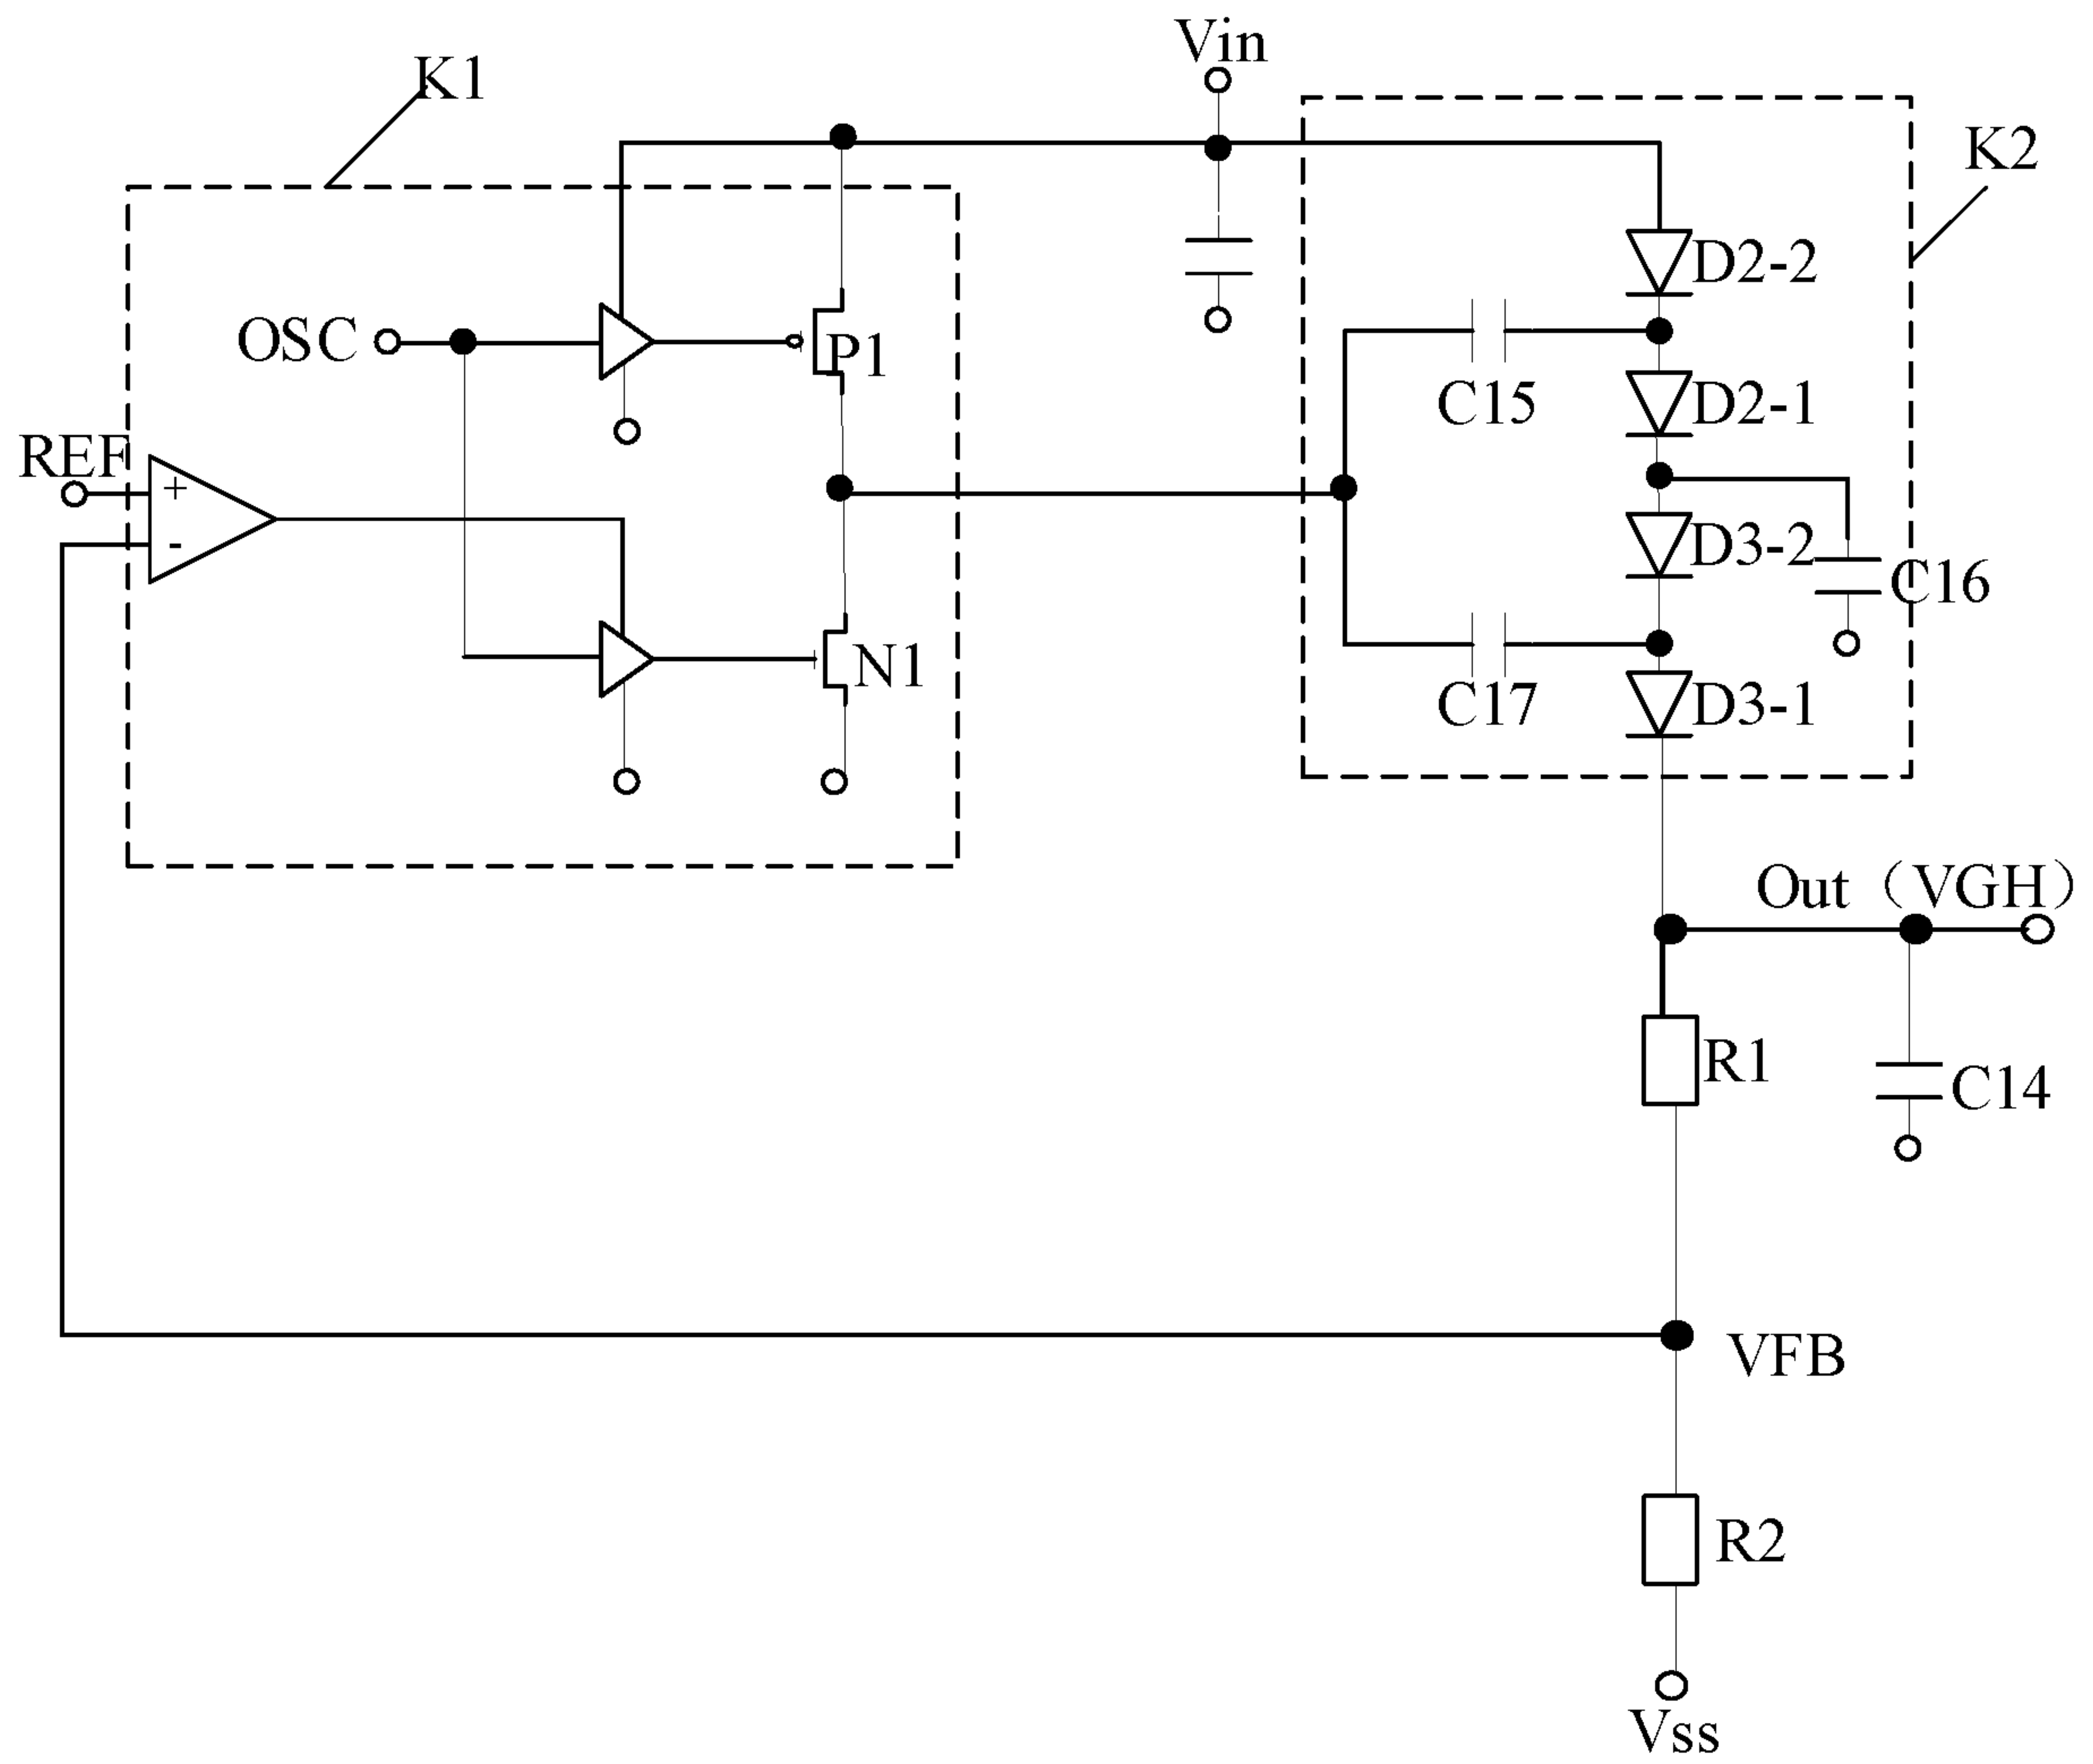 Vin
K1
K2
D2-2
OSC
P1
C15
D2-1
REF
+
-
D3-2
C16
N1
C17
D3-1
Out（VGH）
R1
C14
VFB
R2
Vss